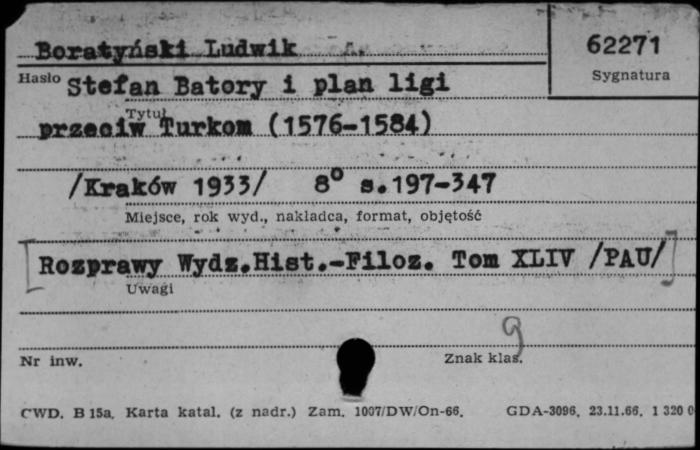 Boratyński Ludwik
62271
Hasło
Sygnatura
Stefan Batory i plan ligi
Tytuł
przeciw Turkom (1576-1584)
/Kraków 1933/ 8° s.197-347
Miejsce, rok wyd., nakładca, format, objętość
[Rozprawy Wydz.Hist.-Filoz. Tom XLIV /PAU/]
Uwagi
9
Nr inw.
Znak klas.
CWD. B 15a. Karta katal. (z nadr.) Zam. 1007/DW/On-66. GDA-3096. 23.11.66. 1 320 0